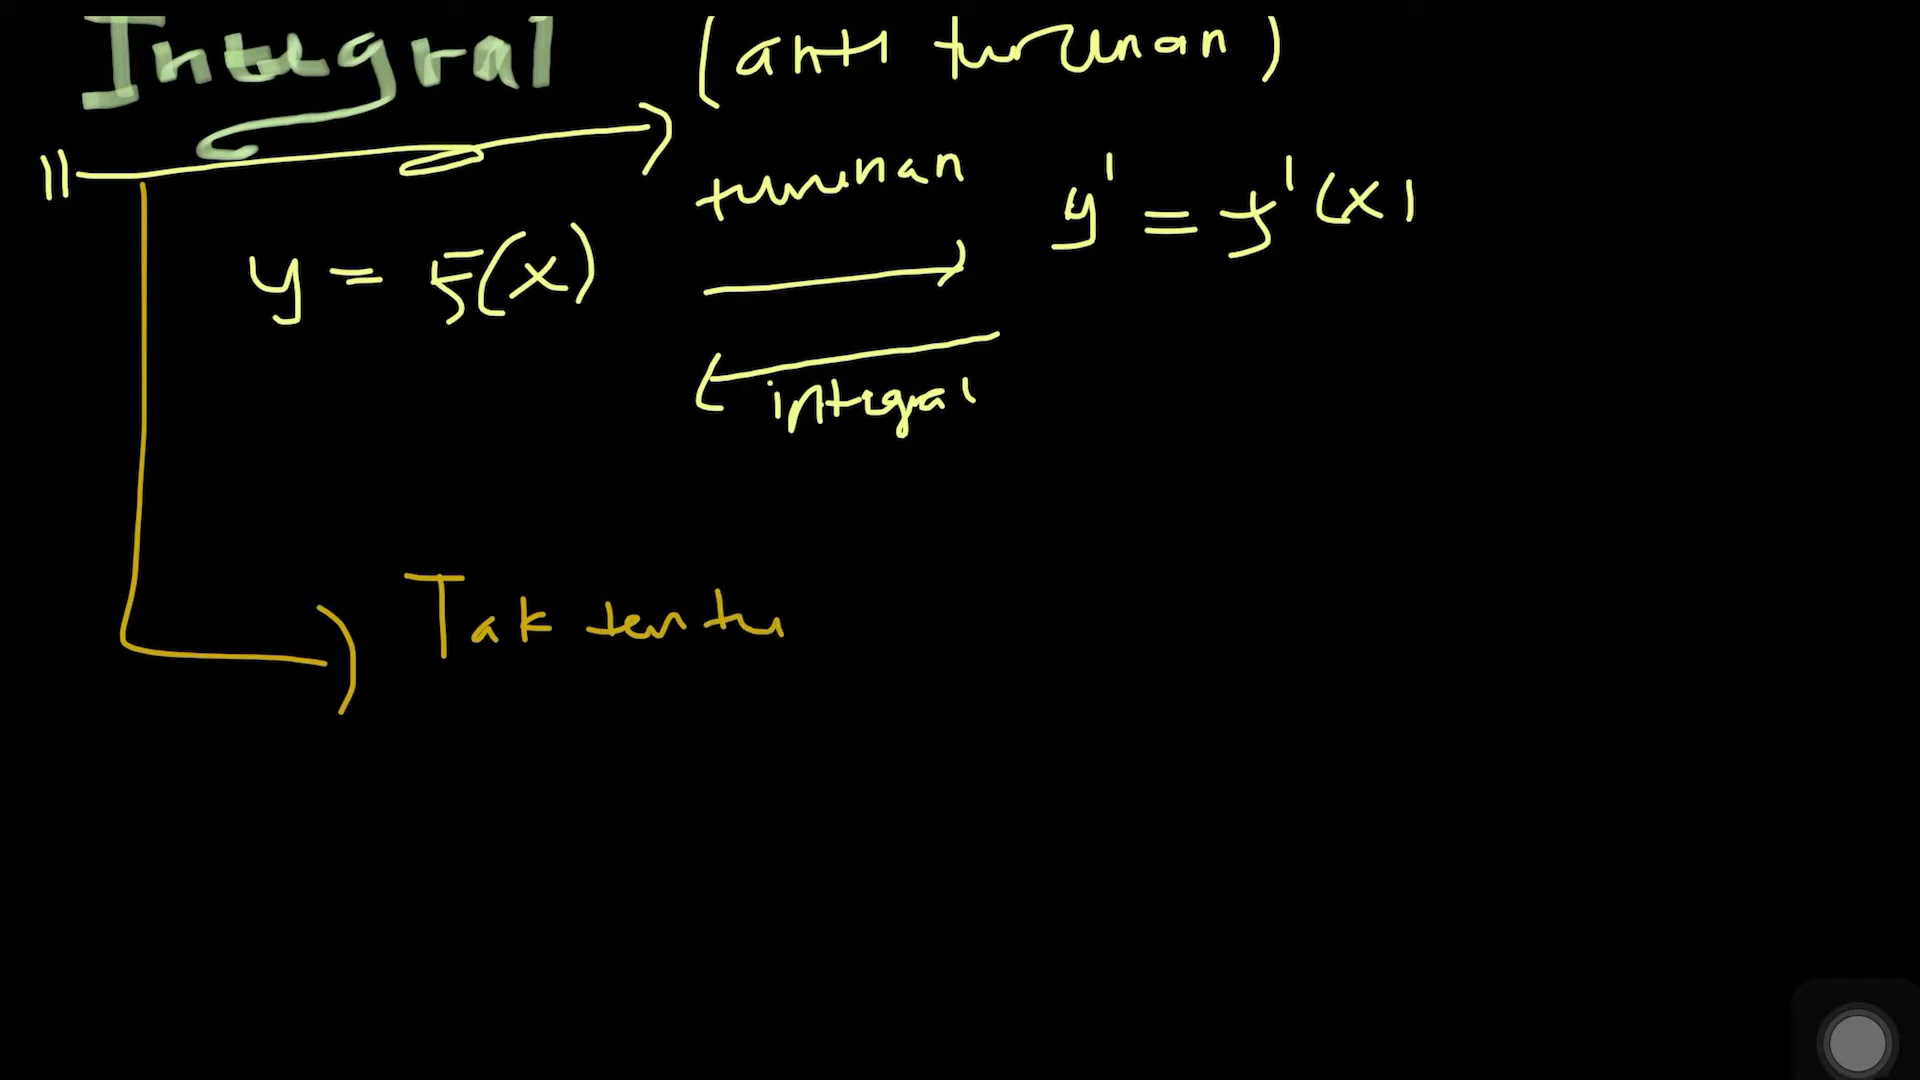 Integral (anti turunan)
turunan y' = f'(x)
y = f(x)
integral
Tak tentu